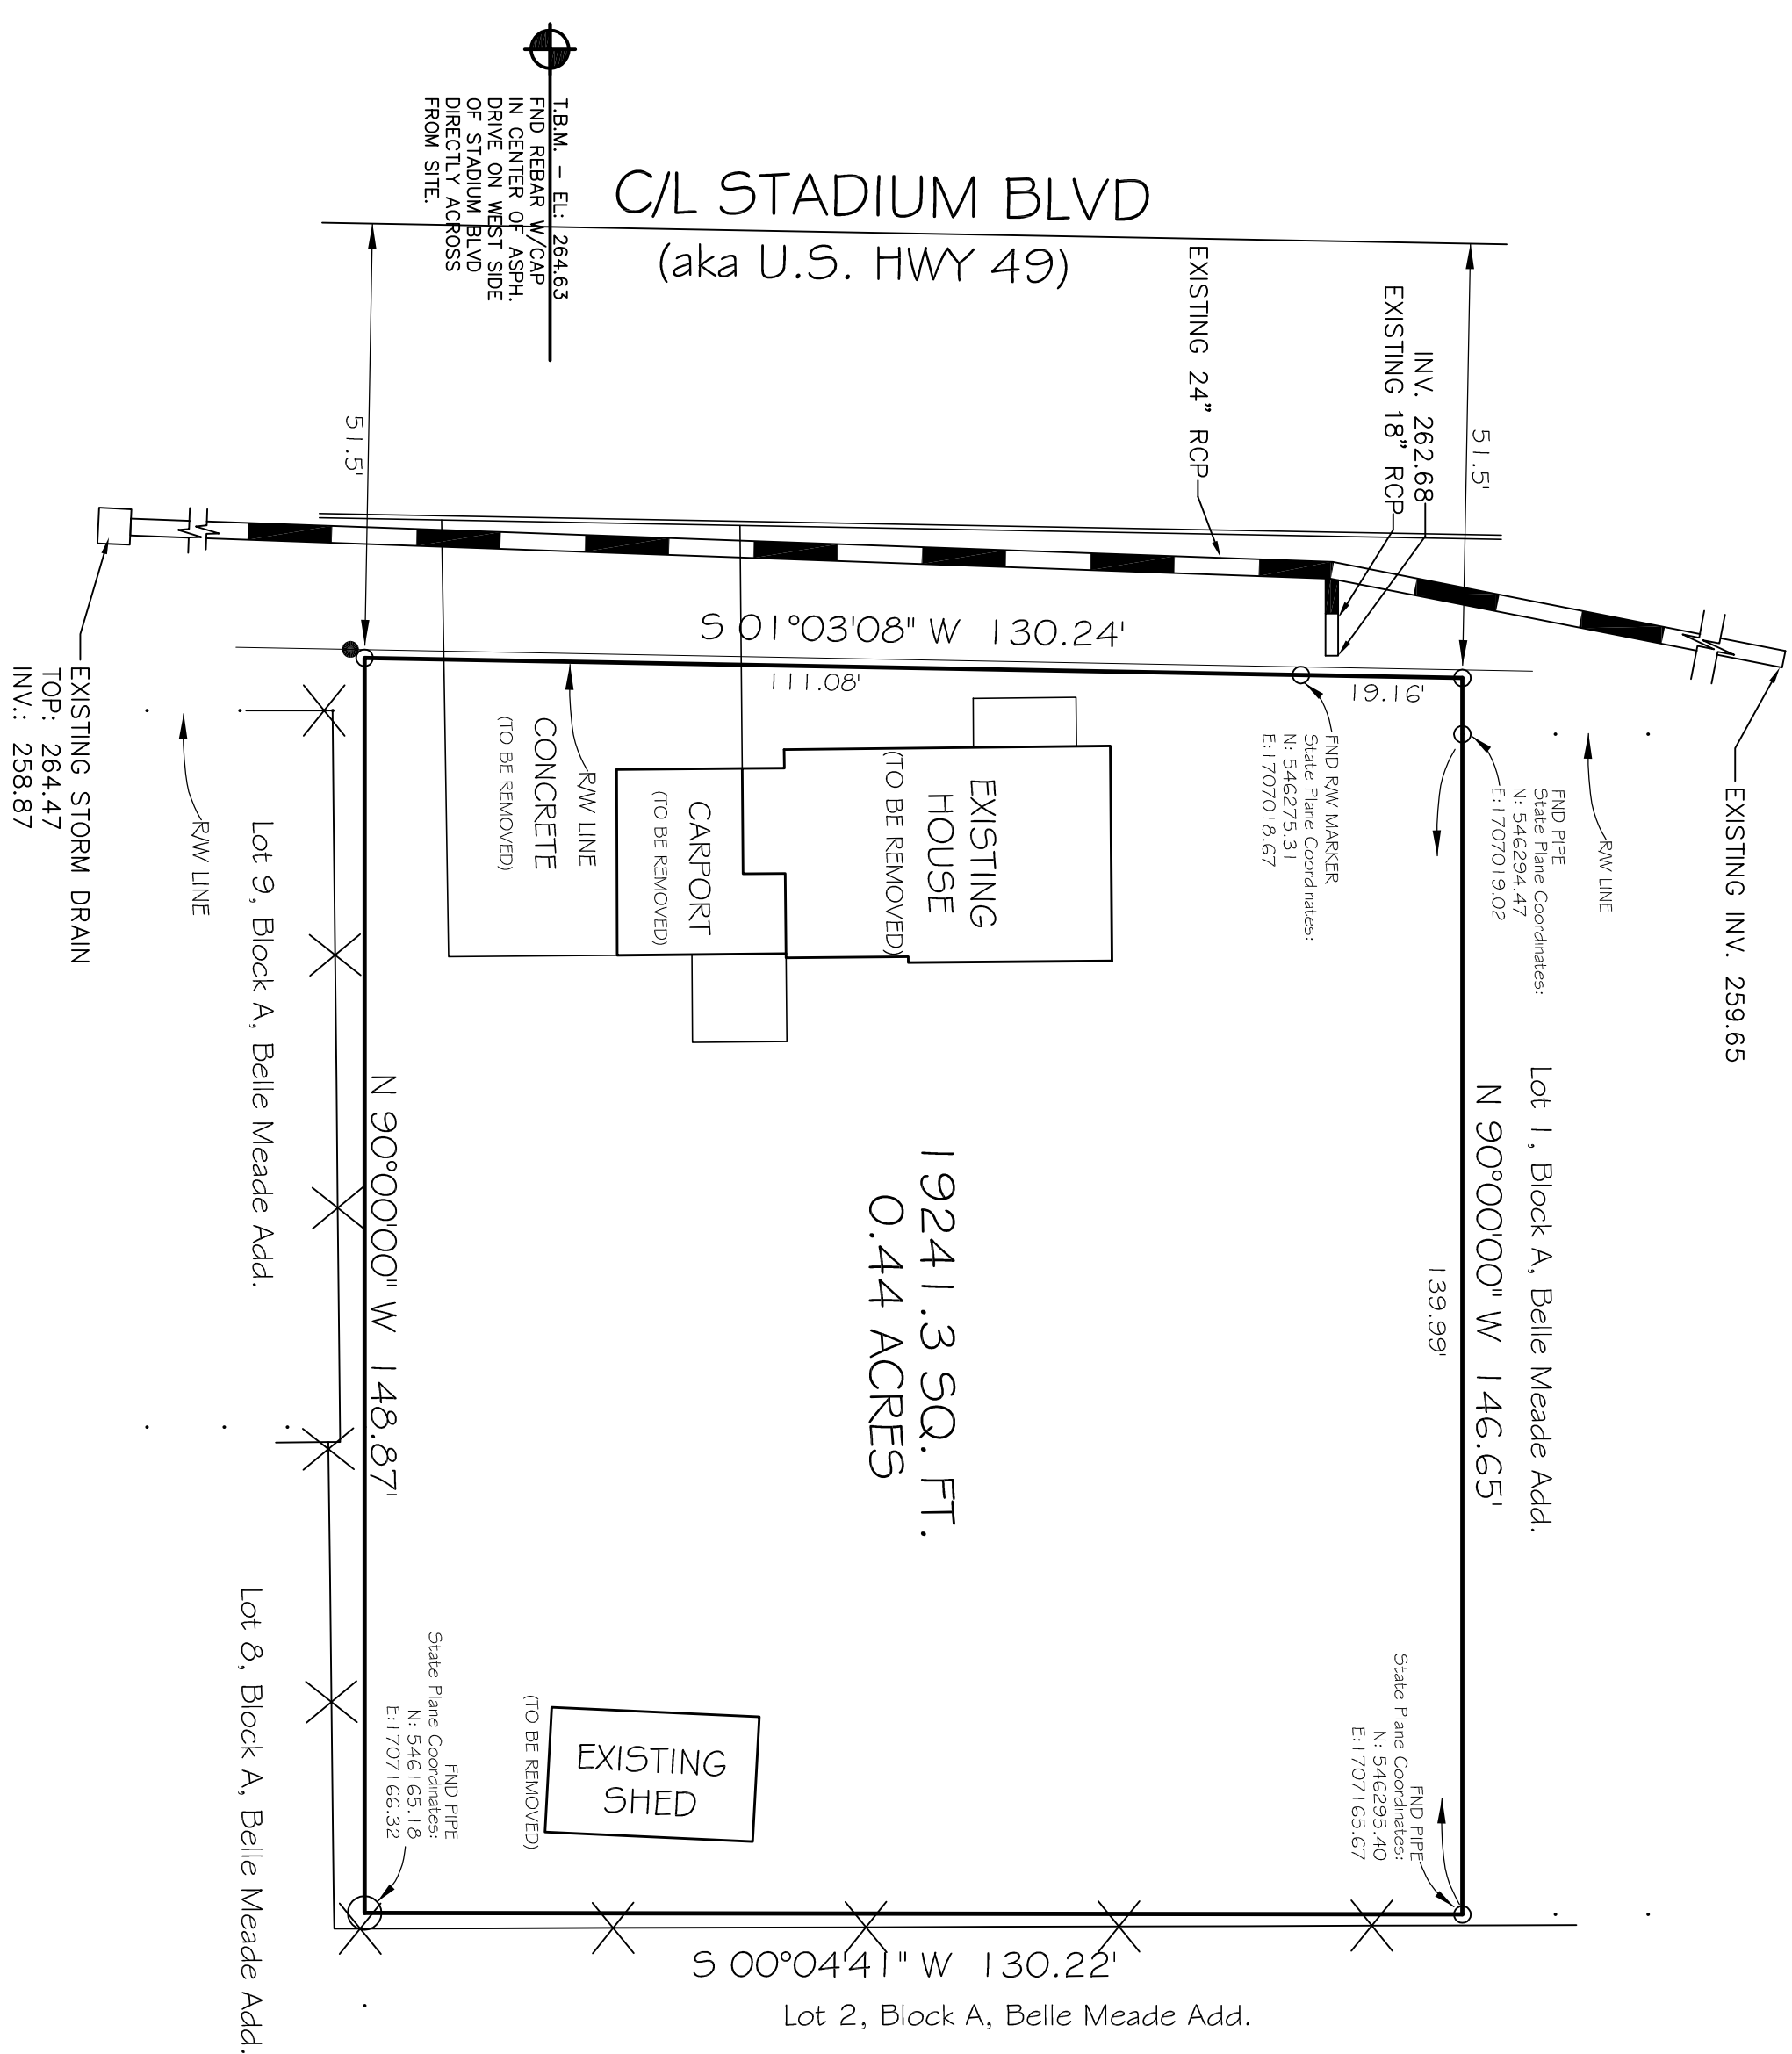 C/L STADIUM BLVD
(aka U.S. HWY 49)
T.B.M. - EL: 264.63
FND REBAR W/CAP
IN CENTER OF ASPH.
DRIVE ON WEST SIDE
OF STADIUM BLVD
DIRECTLY ACROSS
FROM SITE.
51.5'
51.5'
EXISTING 24" RCP
INV. 262.68
EXISTING 18" RCP
S 01°03'08" W 130.24'
111.08'
19.16'
EXISTING STORM DRAIN
TOP: 264.47
INV.: 258.87
EXISTING INV. 259.65
R/W LINE
R/W LINE
R/W LINE
CONCRETE
(TO BE REMOVED)
CARPORT
(TO BE REMOVED)
EXISTING
HOUSE
(TO BE REMOVED)
FND R/W MARKER
State Plane Coordinates:
N: 546275.31
E:1707018.67
FND PIPE
State Plane Coordinates:
N: 546294.47
E:1707019.02
Lot 9, Block A, Belle Meade Add.
N 90°00'00" W 148.87'
19241.3 SQ. FT.
0.44 ACRES
139.99'
N 90°00'00" W 146.65'
Lot 1, Block A, Belle Meade Add.
Lot 8, Block A, Belle Meade Add.
FND PIPE
State Plane Coordinates:
N: 546165.18
E:1707166.32
EXISTING
SHED
(TO BE REMOVED)
FND PIPE
State Plane Coordinates:
N: 546295.40
E:1707165.67
S 00°04'41" W 130.22'
Lot 2, Block A, Belle Meade Add.